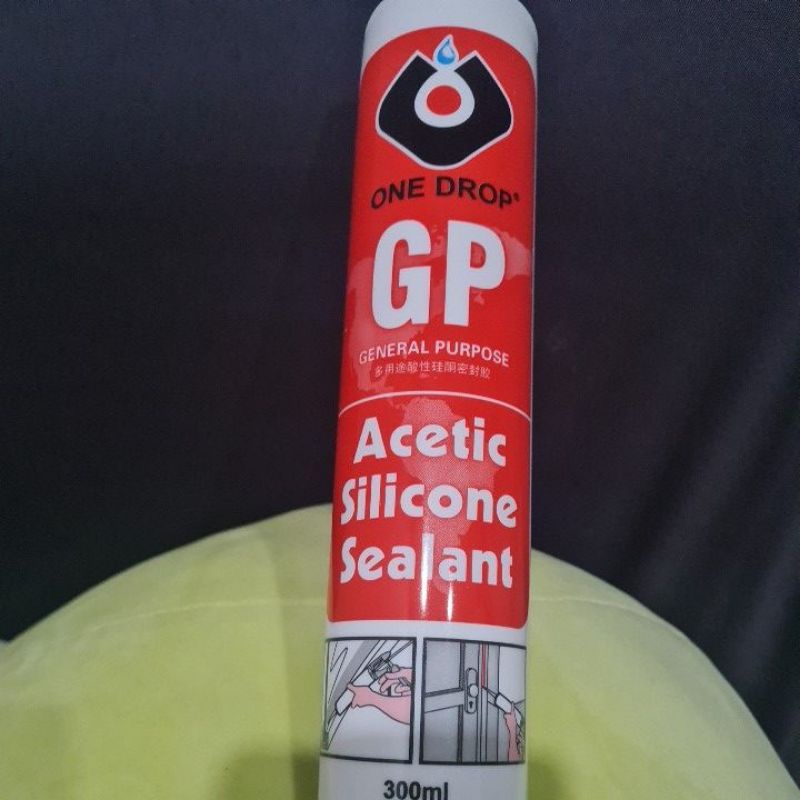 ONE DROP®
GP
GENERAL PURPOSE
多用途酸性硅酮密封胶
Acetic
Silicone
Sealant
300ml